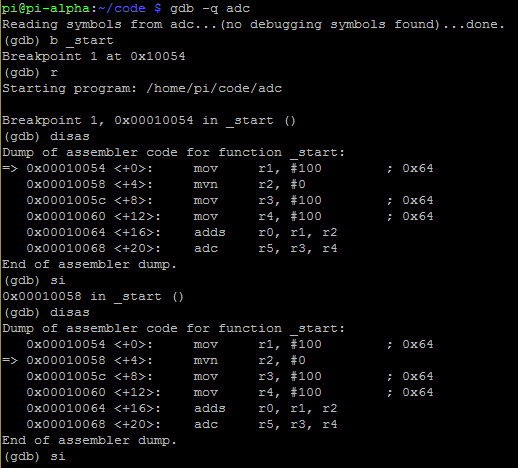 pi@pi-alpha:~/code $ gdb -q adc
Reading symbols from adc...(no debugging symbols found)...done.
(gdb) b _start
Breakpoint 1 at 0x10054
(gdb) r
Starting program: /home/pi/code/adc

Breakpoint 1, 0x00010054 in _start ()
(gdb) disas
Dump of assembler code for function _start:
=> 0x00010054 <+0>:     mov     r1, #100        ; 0x64
   0x00010058 <+4>:     mvn     r2, #0
   0x0001005c <+8>:     mov     r3, #100        ; 0x64
   0x00010060 <+12>:    mov     r4, #100        ; 0x64
   0x00010064 <+16>:    adds    r0, r1, r2
   0x00010068 <+20>:    adc     r5, r3, r4
End of assembler dump.
(gdb) si
0x00010058 in _start ()
(gdb) disas
Dump of assembler code for function _start:
   0x00010054 <+0>:     mov     r1, #100        ; 0x64
=> 0x00010058 <+4>:     mvn     r2, #0
   0x0001005c <+8>:     mov     r3, #100        ; 0x64
   0x00010060 <+12>:    mov     r4, #100        ; 0x64
   0x00010064 <+16>:    adds    r0, r1, r2
   0x00010068 <+20>:    adc     r5, r3, r4
End of assembler dump.
(gdb) si